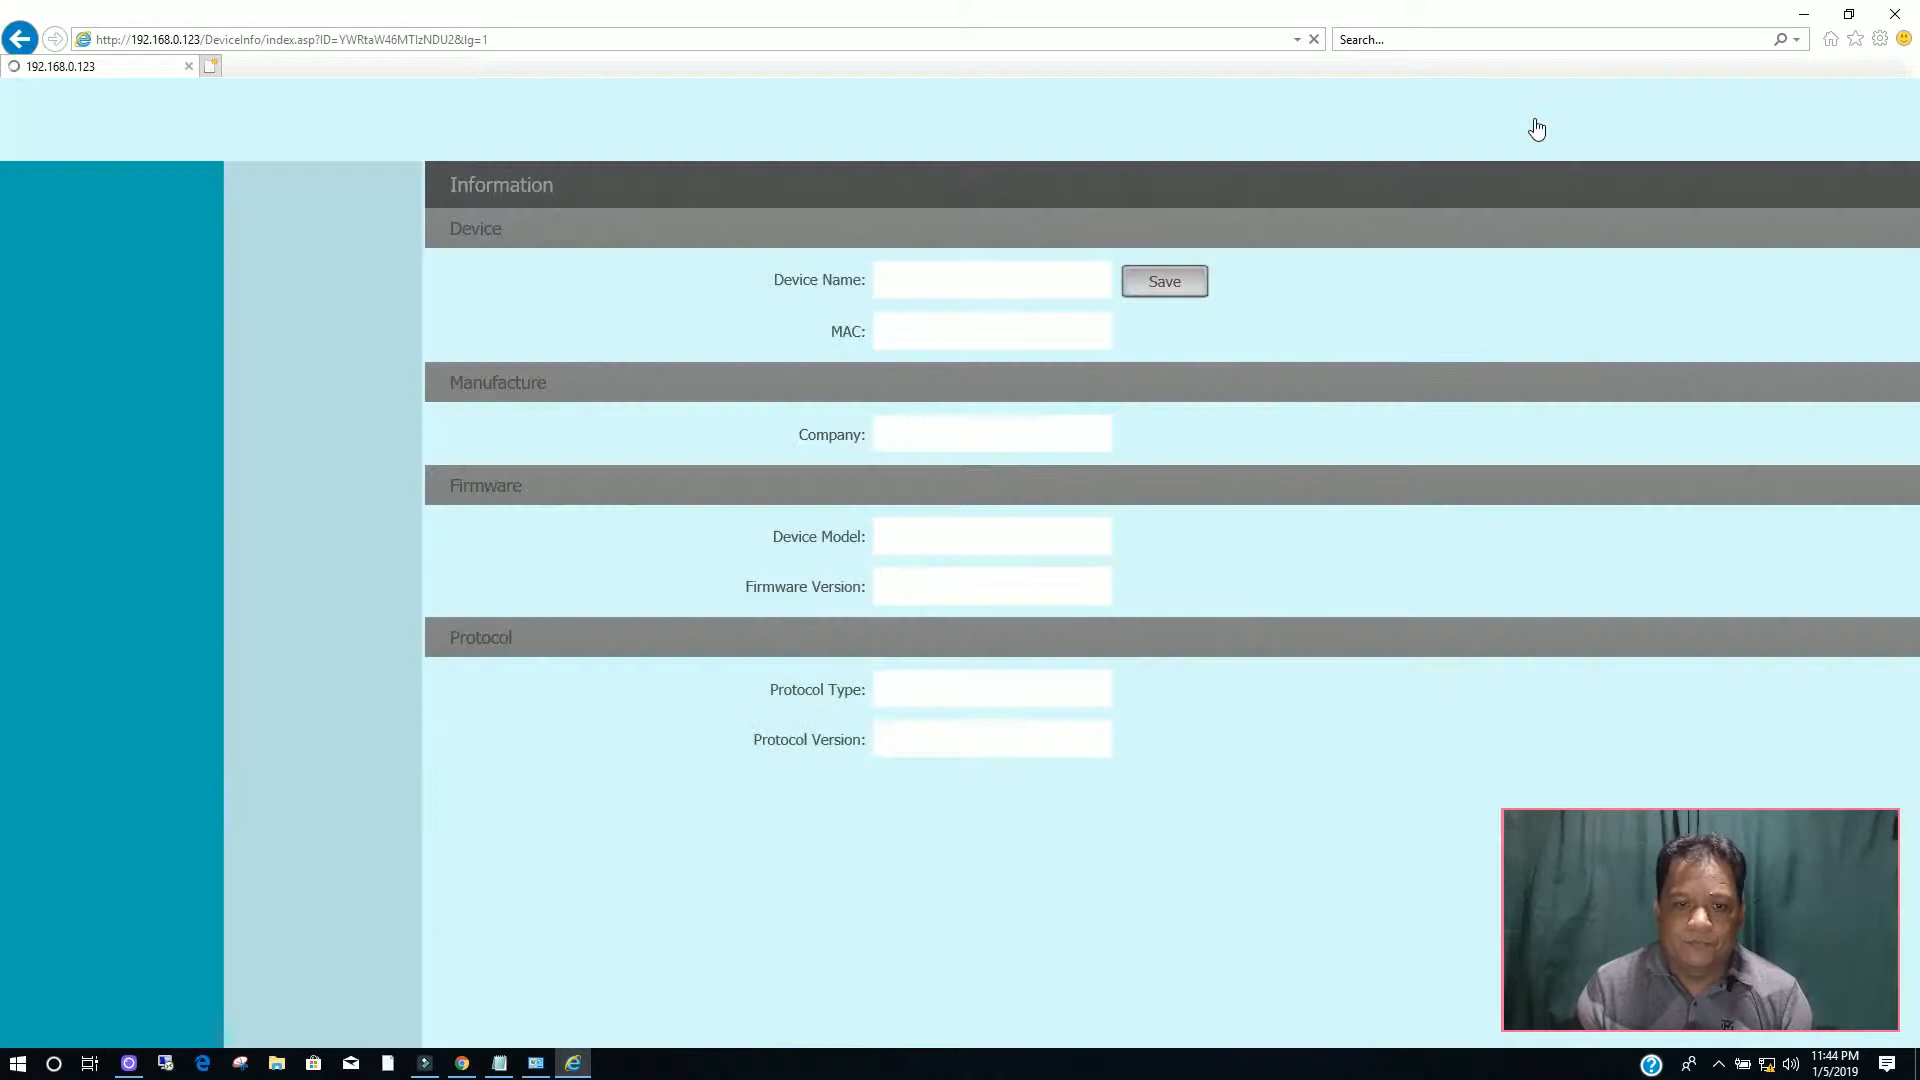 http://192.168.0.123/DeviceInfo/index.asp?ID=YWRtaW46MTIzNDU2&lg=1
Search...
192.168.0.123
Information
Device
Device Name:
Save
MAC:
Manufacture
Company:
Firmware
Device Model:
Firmware Version:
Protocol
Protocol Type:
Protocol Version:
11:44 PM
1/5/2019